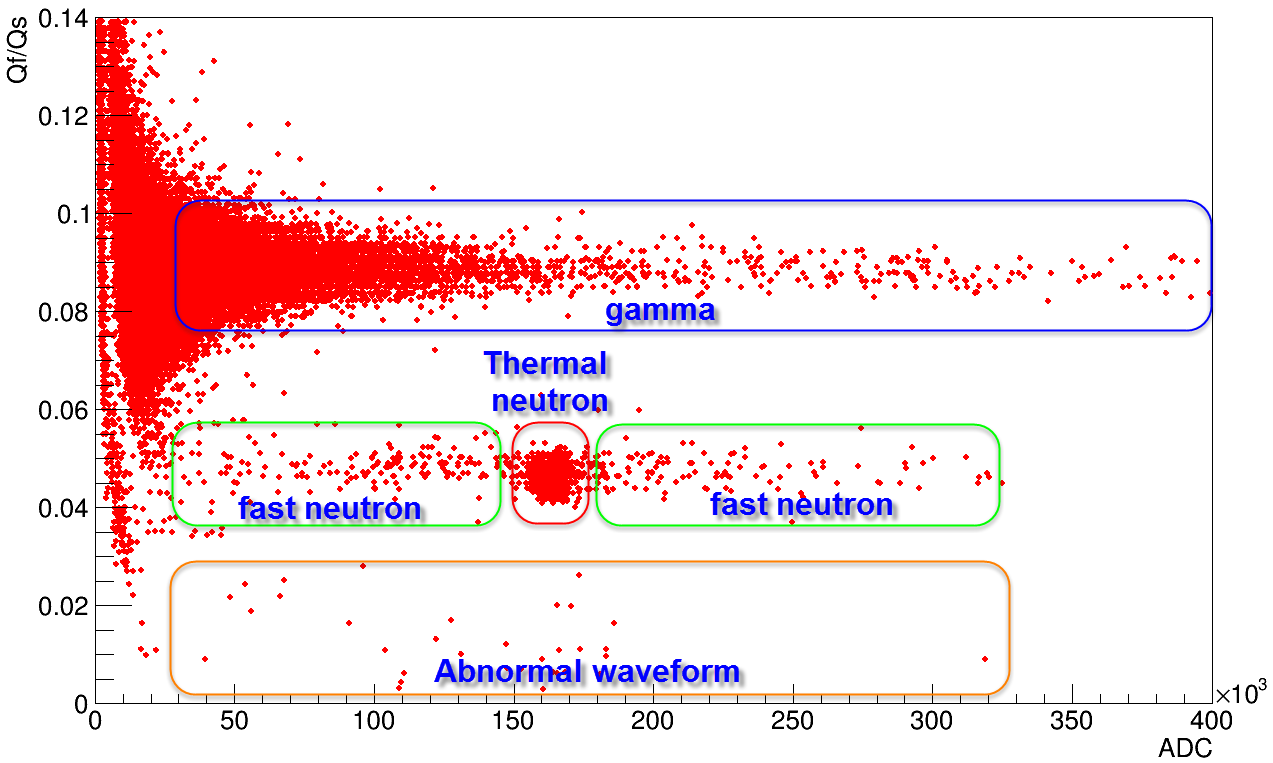 Qf/Qs
0.14
0.12
0.1
0.08
0.06
0.04
0.02
0
gamma
Thermal
neutron
fast neutron
fast neutron
Abnormal waveform
0 50 100 150 200 250 300 350 400
×10³
ADC